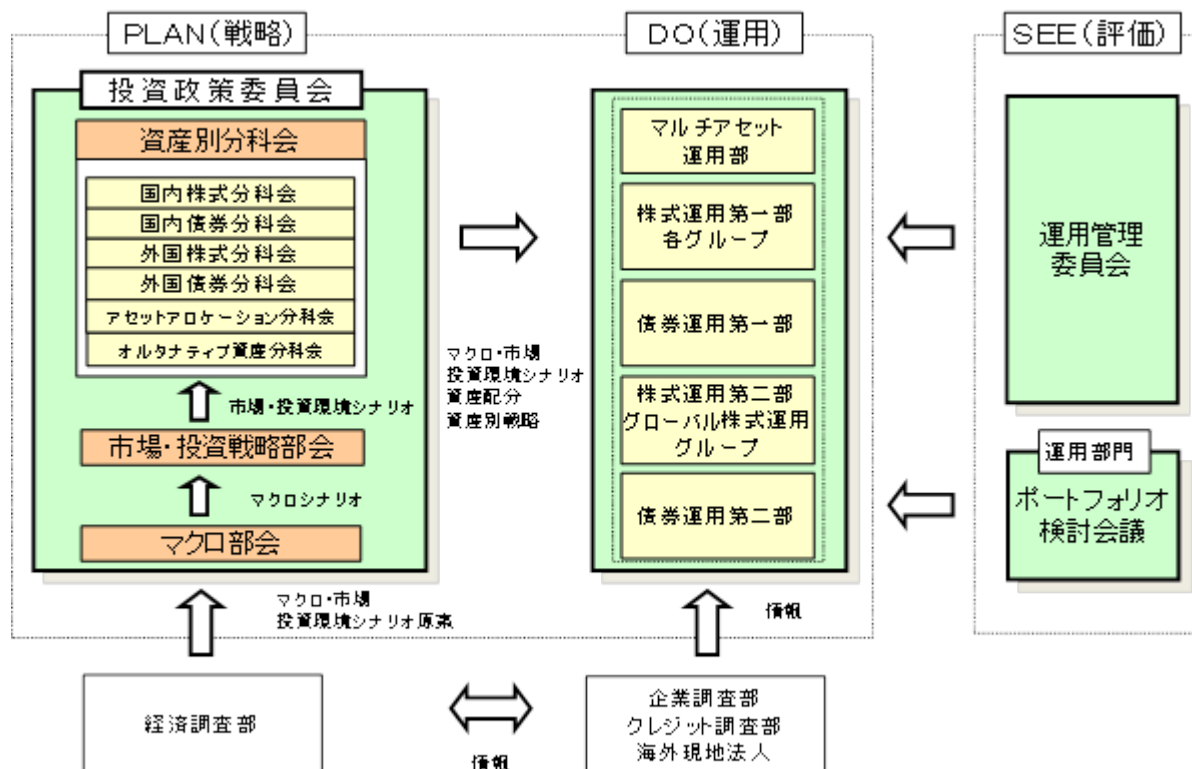 PLAN(戦略)
DO(運用)
SEE(評価)
投資政策委員会
資産別分科会
国内株式分科会
国内債券分科会
外国株式分科会
外国債券分科会
アセットアロケーション分科会
オルタナティブ資産分科会
市場・投資環境シナリオ
市場・投資戦略部会
マクロシナリオ
マクロ部会
マクロ・市場
投資環境シナリオ原案
経済調査部
マクロ・市場
投資環境シナリオ
資産配分
資産別戦略
マルチアセット
運用部
株式運用第一部
各グループ
債券運用第一部
株式運用第二部
グローバル株式運用
グループ
債券運用第二部
情報
情報
企業調査部
クレジット調査部
海外現地法人
運用管理
委員会
運用部門
ポートフォリオ
検討会議